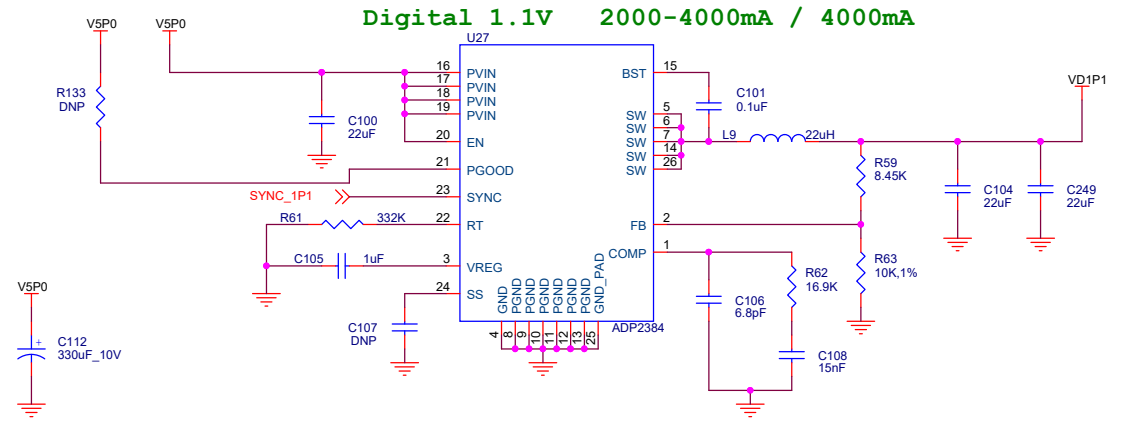 Digital 1.1V 2000-4000mA / 4000mA
V5P0
V5P0
U27
R133
DNP
C100
22uF
16 PVIN
17 PVIN
18 PVIN
19 PVIN
20 EN
21 PGOOD
SYNC_1P1
23 SYNC
R61 332K
22 RT
C105 1uF
3 VREG
24 SS
C107
DNP
BST 15
C101
0.1uF
SW 5
SW 6
SW 7
SW 14
SW 26
L9 22uH
VD1P1
R59
8.45K
C104
22uF
C249
22uF
FB 2
COMP 1
R63
10K,1%
R62
16.9K
C106
6.8pF
C108
15nF
GND 4
PGND 8
PGND 9
PGND 10
PGND 11
PGND 12
PGND 13
GND_PAD 25
ADP2384
V5P0
+
C112
330uF_10V